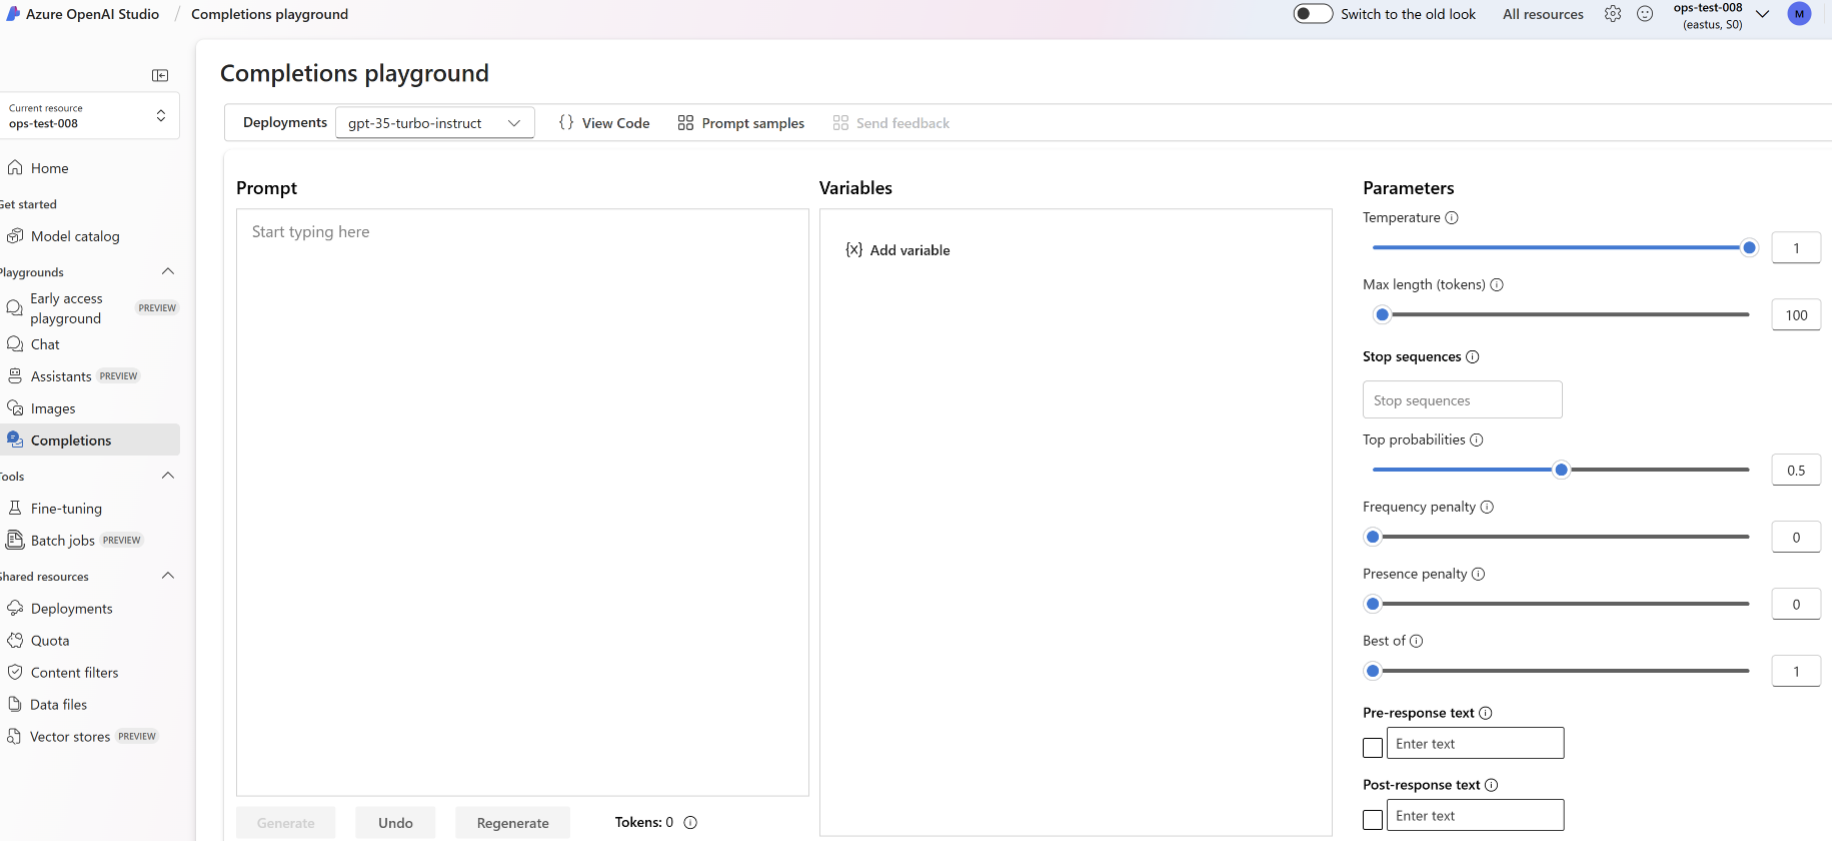 Azure OpenAI Studio / Completions playground
Switch to the old look
All resources
ops-test-008
(eastus, S0)
M
Current resource
ops-test-008
Home
Get started
Model catalog
Playgrounds
Early access
playground
PREVIEW
Chat
Assistants PREVIEW
Images
Completions
Tools
Fine-tuning
Batch jobs PREVIEW
Shared resources
Deployments
Quota
Content filters
Data files
Vector stores PREVIEW
Completions playground
Deployments gpt-35-turbo-instruct {} View Code Prompt samples Send feedback
Prompt
Start typing here
Generate Undo Regenerate Tokens: 0
Variables
{x} Add variable
Parameters
Temperature
1
Max length (tokens)
100
Stop sequences
Stop sequences
Top probabilities
0.5
Frequency penalty
0
Presence penalty
0
Best of
1
Pre-response text
Enter text
Post-response text
Enter text